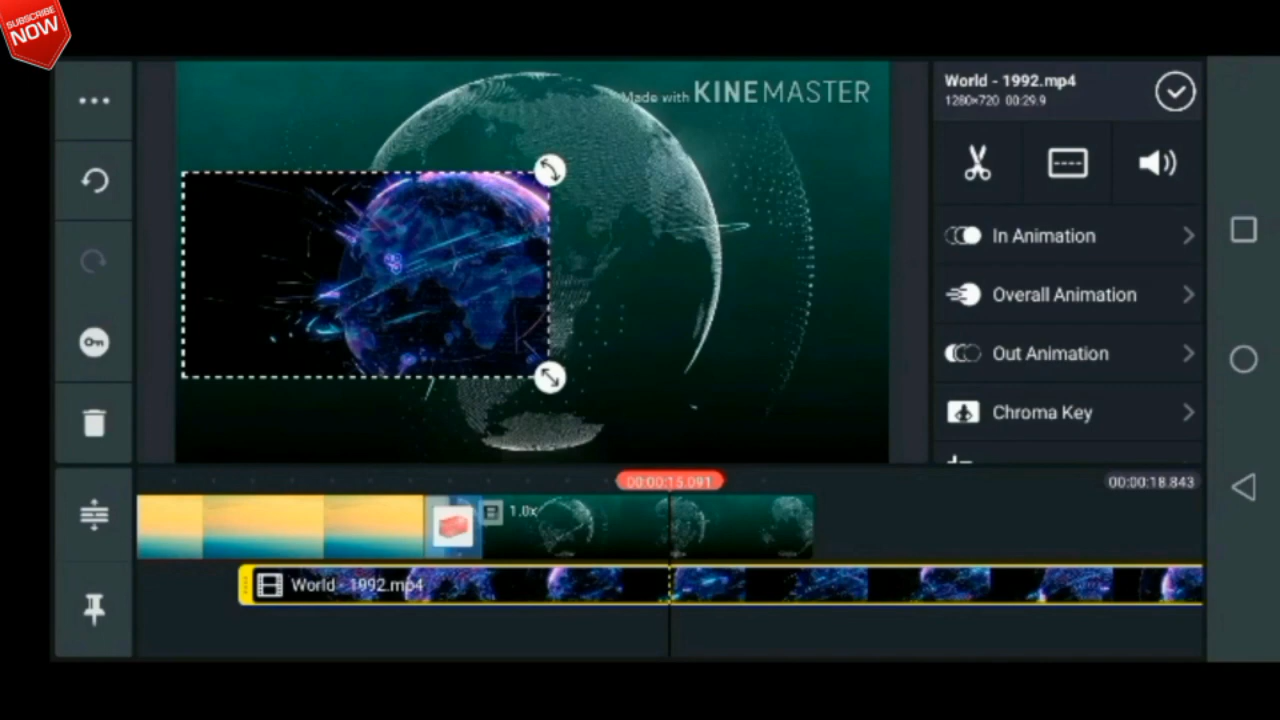 SUBSCRIBE
NOW
Made with KINEMASTER
World - 1992.mp4
1280×720 00:29.9
In Animation
Overall Animation
Out Animation
Chroma Key
00:00:15.091
00:00:18.843
1.0x
World - 1992.mp4